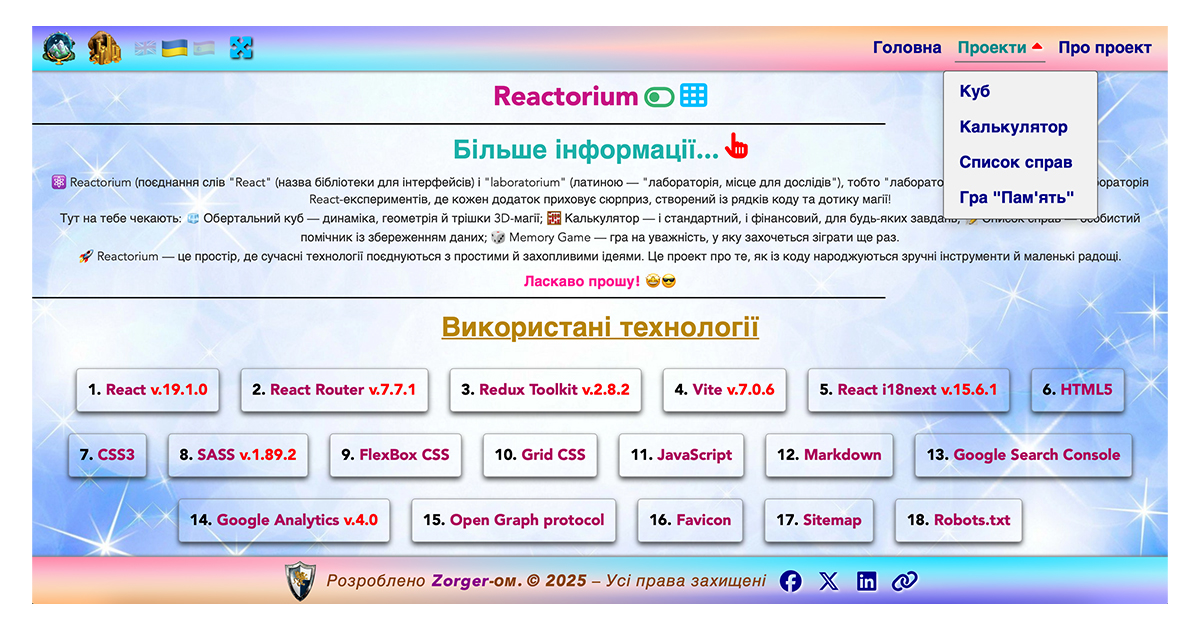 Головна Проекти Про проект
Куб
Калькулятор
Список справ
Гра "Пам'ять"
Reactorium
Більше інформації...
Reactorium (поєднання слів "React" (назва бібліотеки для інтерфейсів) і "laboratorium" (латиною — "лабораторія, місце для дослідів"), тобто
React-експериментів, де кожен додаток приховує сюрприз, створений із рядків коду та дотику магії!
Тут на тебе чекають: 🧊 Обертальний куб — динаміка, геометрія й трішки 3D-магії; 🧮 Калькулятор — і стандартний, і фінансовий, для будь-яких завдань; Список справ — особистий
помічник із збереженням даних; 🎲 Memory Game — гра на уважність, у яку захочеться зіграти ще раз.
🚀 Reactorium — це простір, де сучасні технології поєднуються з простими й захопливими ідеями. Це проект про те, як із коду народжуються зручні інструменти й маленькі радощі.
Ласкаво прошу! 🤩😎
Використані технології
1. React v.19.1.0 2. React Router v.7.7.1 3. Redux Toolkit v.2.8.2 4. Vite v.7.0.6 5. React i18next v.15.6.1 6. HTML5
7. CSS3 8. SASS v.1.89.2 9. FlexBox CSS 10. Grid CSS 11. JavaScript 12. Markdown 13. Google Search Console
14. Google Analytics v.4.0 15. Open Graph protocol 16. Favicon 17. Sitemap 18. Robots.txt
Розроблено Zorger-ом. © 2025 – Усі права захищені